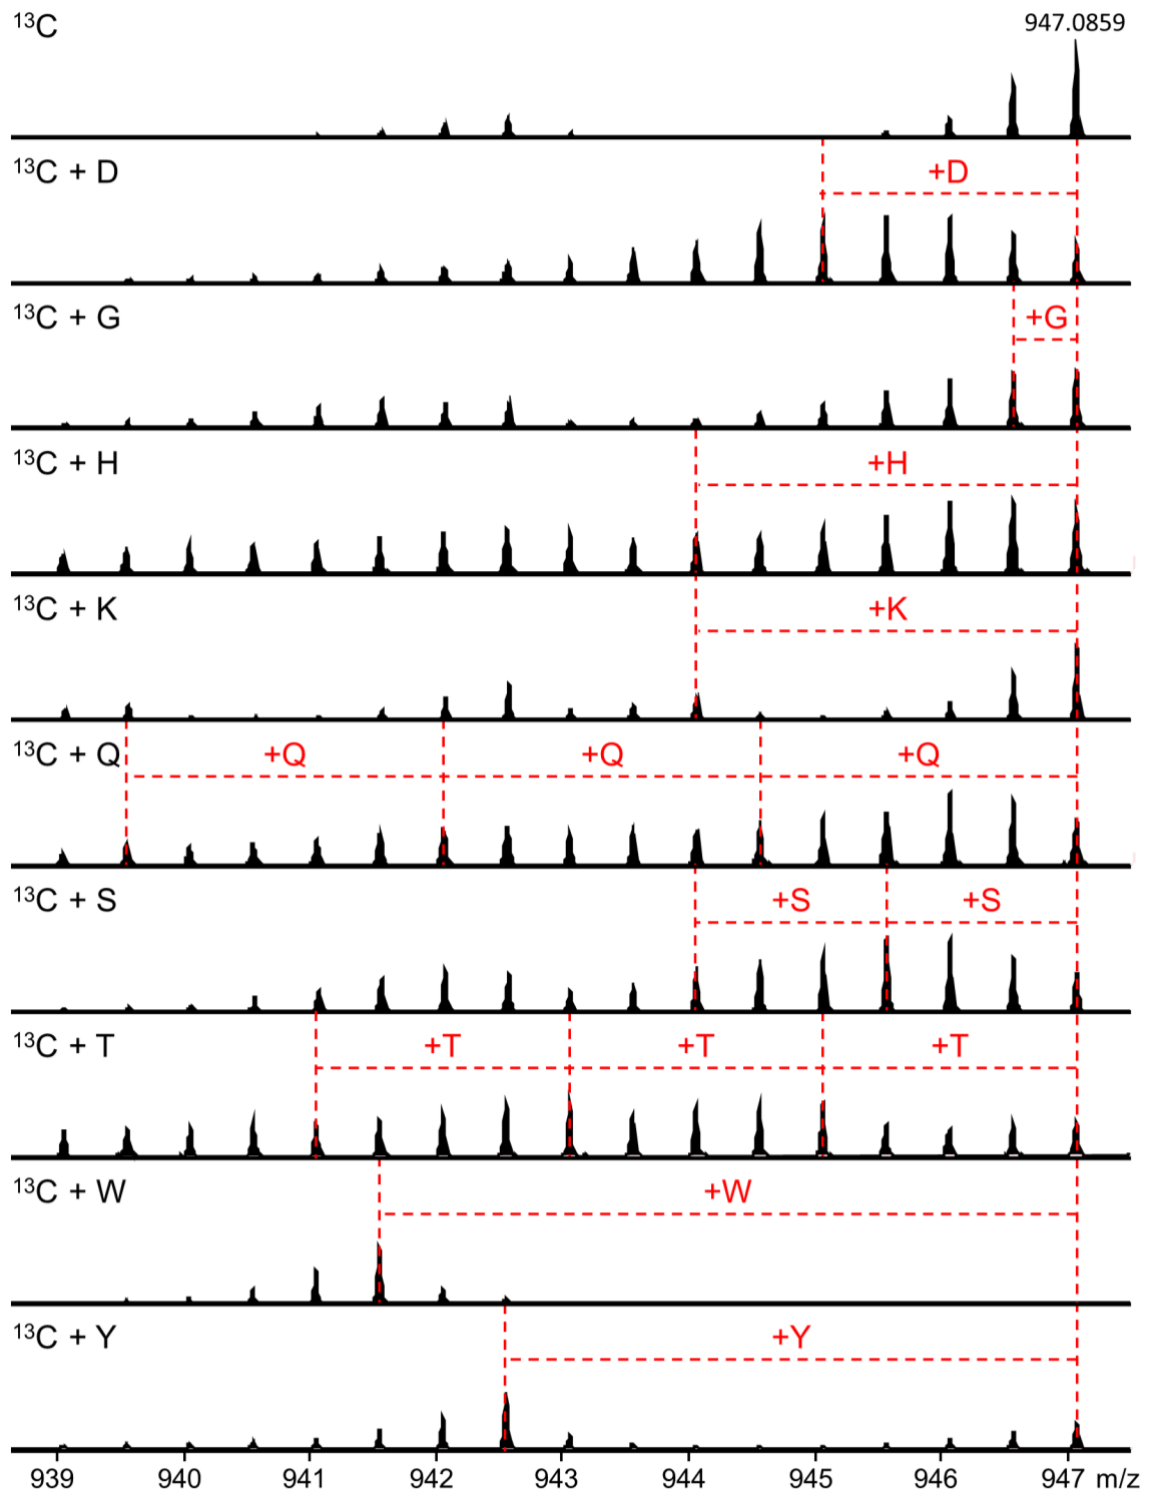 ¹³C 947.0859
¹³C + D +D
¹³C + G +G
¹³C + H +H
¹³C + K +K
¹³C + Q +Q +Q +Q
¹³C + S +S +S
¹³C + T +T +T +T
¹³C + W +W
¹³C + Y +Y
939 940 941 942 943 944 945 946 947 m/z